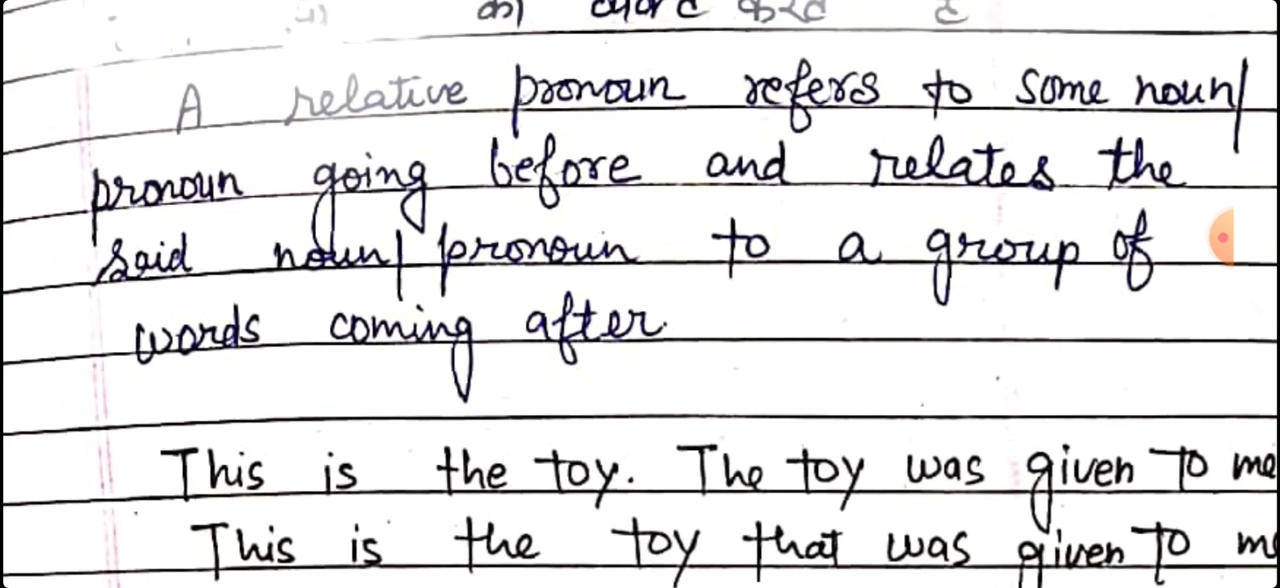 A relative pronoun refers to some noun/
pronoun going before and relates the
said noun/ pronoun to a group of
words coming after.
This is the toy. The toy was given to me
This is the toy that was given to me